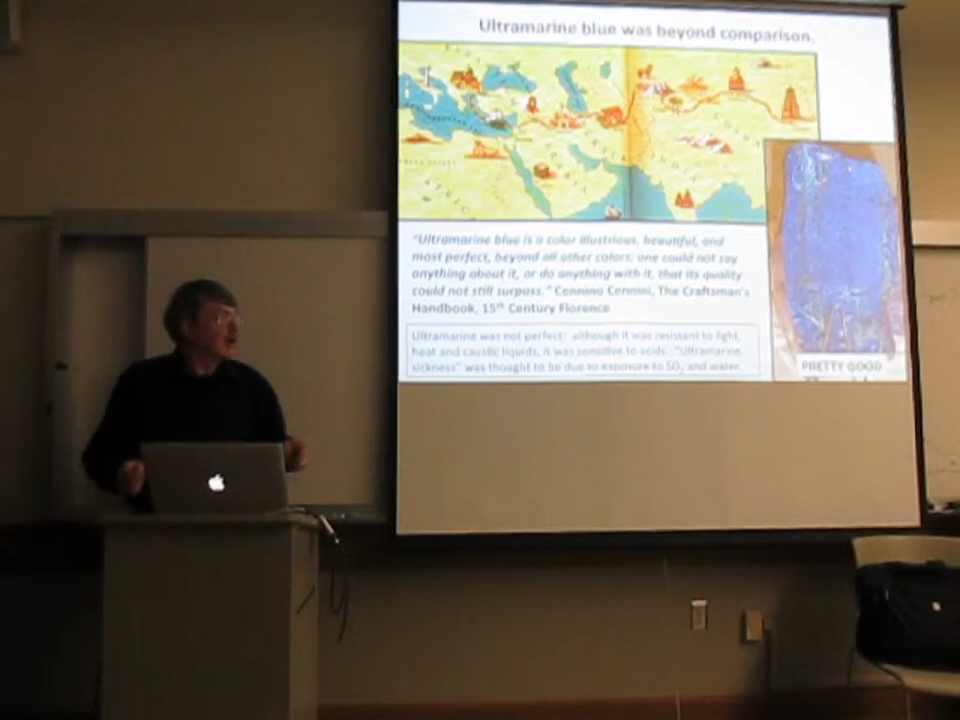 Ultramarine blue was beyond comparison.
"Ultramarine blue is a color illustrious, beautiful, and
most perfect, beyond all other colors; one could not say
anything about it, or do anything with it, that its quality
could not still surpass." Cennino Cennini, The Craftsman's
Handbook, 15th Century Florence
Ultramarine was not perfect: although it was resistant to light,
heat and caustic liquids, it was sensitive to acids. "Ultramarine
sickness" was thought to be due to exposure to SO2 and water.
PRETTY GOOD